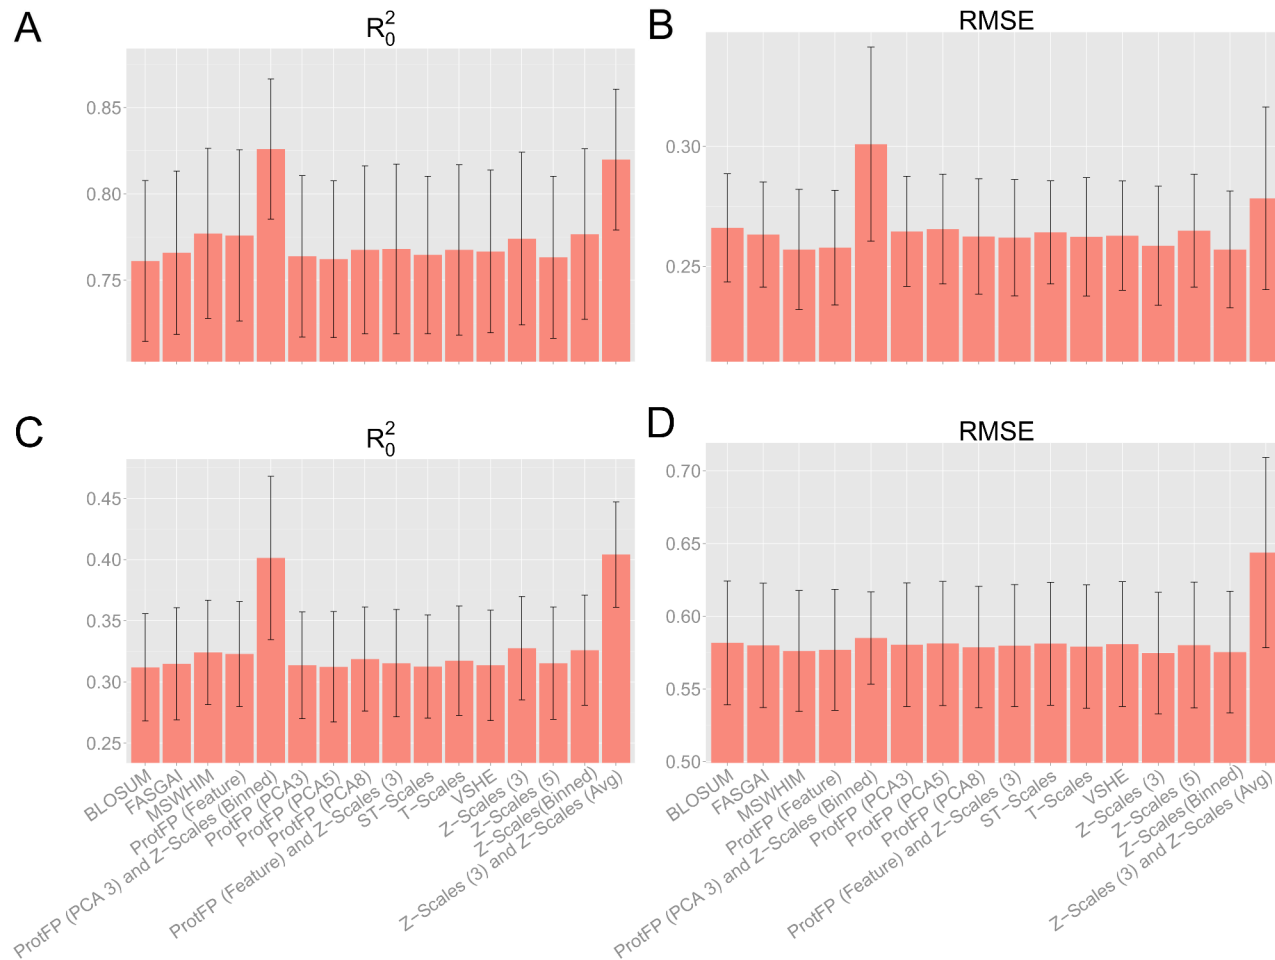 A
R₀²
0.85
0.80
0.75
B
RMSE
0.30
0.25
C
R₀²
0.45
0.40
0.35
0.30
0.25
BLOSUM
FASGAI
MSWHIM
ProtFP (Feature)
ProtFP (PCA 3) and Z−Scales (Binned)
ProtFP (PCA3)
ProtFP (PCA5)
ProtFP (PCA8)
ProtFP (Feature) and Z−Scales (3)
ST−Scales
T−Scales
VSHE
Z−Scales (3)
Z−Scales (5)
Z−Scales(Binned)
Z−Scales (3) and Z−Scales (Avg)
D
RMSE
0.70
0.65
0.60
0.55
0.50
BLOSUM
FASGAI
MSWHIM
ProtFP (Feature)
ProtFP (PCA 3) and Z−Scales (Binned)
ProtFP (PCA3)
ProtFP (PCA5)
ProtFP (PCA8)
ProtFP (Feature) and Z−Scales (3)
ST−Scales
T−Scales
VSHE
Z−Scales (3)
Z−Scales (5)
Z−Scales(Binned)
Z−Scales (3) and Z−Scales (Avg)